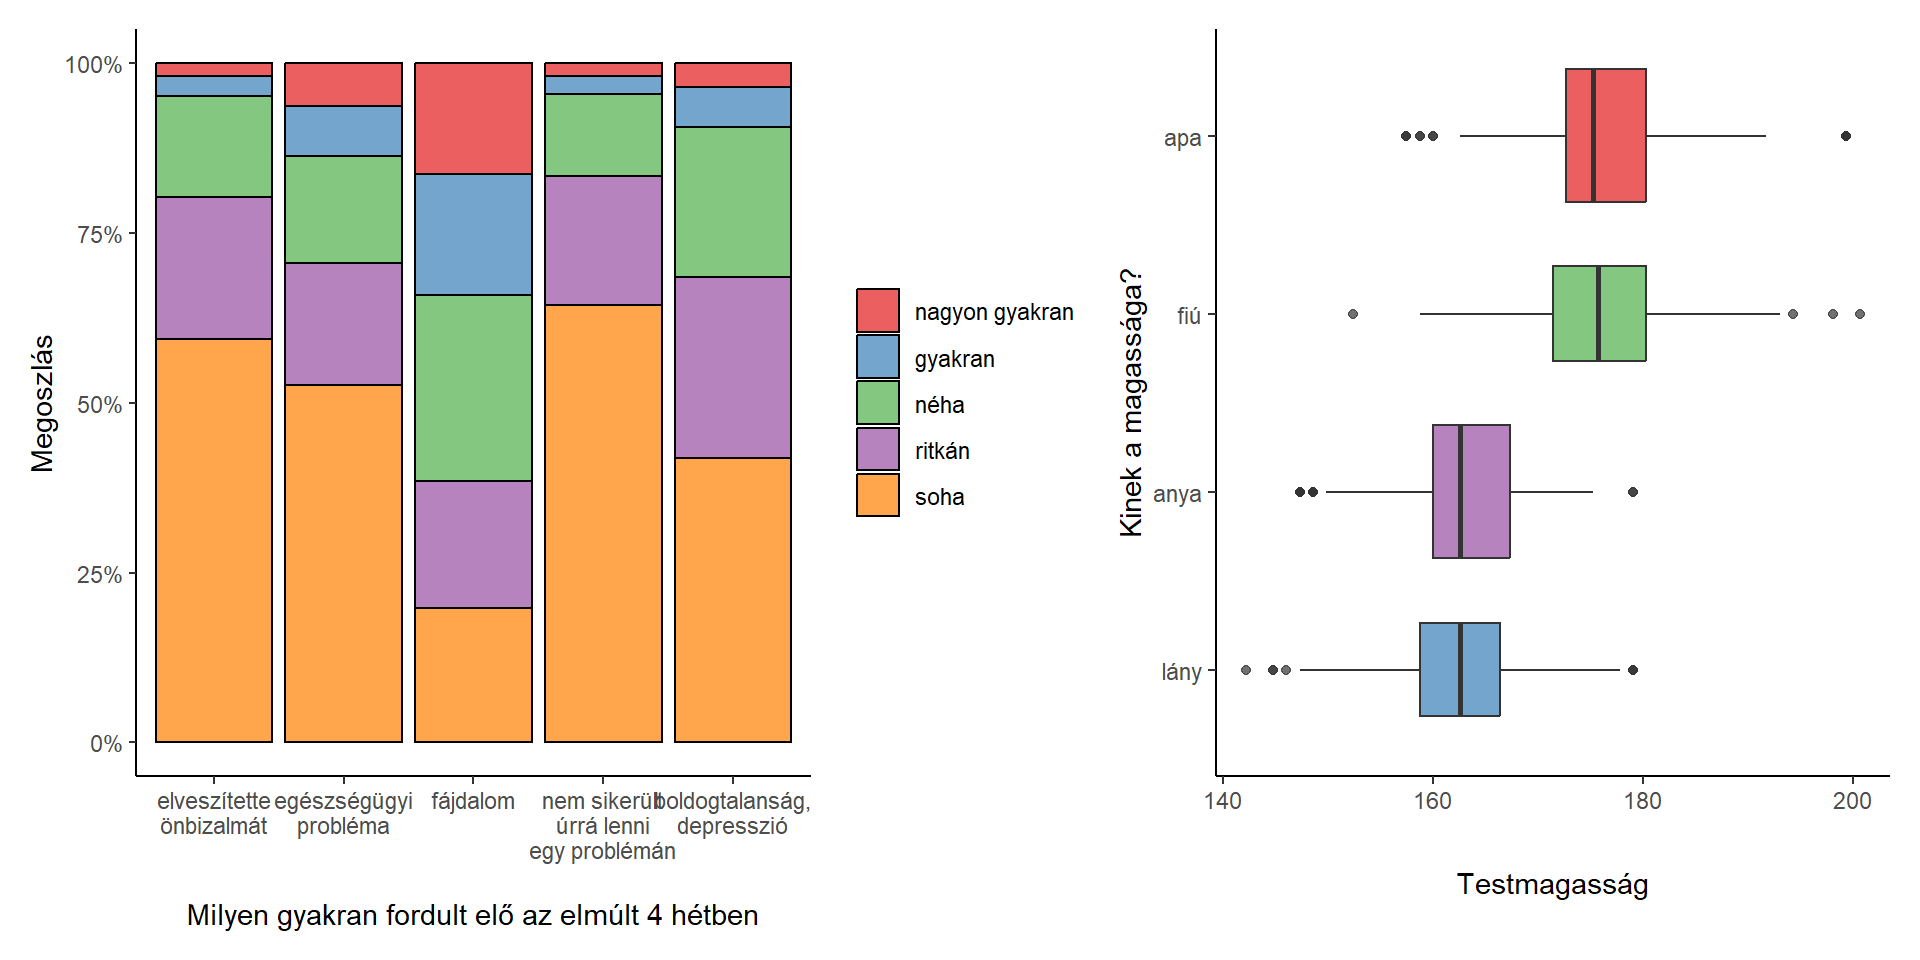 Megoszlás
100%
75%
50%
25%
0%
elveszítette
önbizalmát
egészségügyi
probléma
fájdalom
nem sikerült
úrrá lenni
egy problémán
boldogtalanság,
depresszió
Milyen gyakran fordult elő az elmúlt 4 hétben
nagyon gyakran
gyakran
néha
ritkán
soha
Kinek a magassága?
apa
fiú
anya
lány
140
160
180
200
Testmagasság